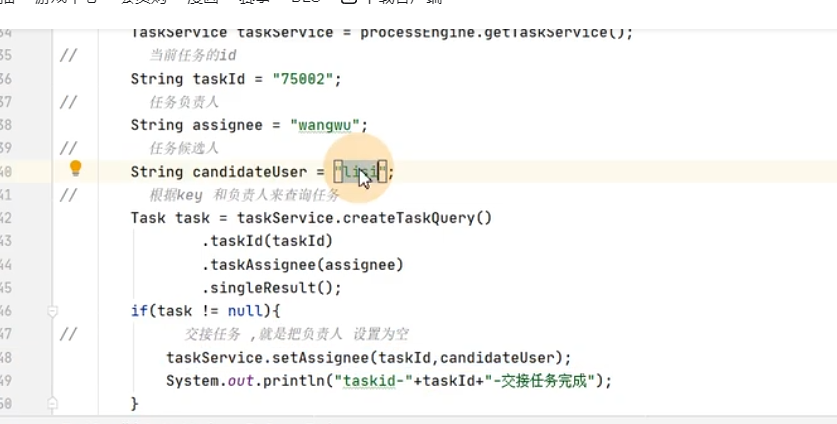 34 TaskService taskService = processEngine.getTaskService();
35 // 当前任务的id
36 String taskId = "75002";
37 // 任务负责人
38 String assignee = "wangwu";
39 // 任务候选人
40 String candidateUser = "lisi";
41 // 根据key 和负责人来查询任务
42 Task task = taskService.createTaskQuery()
43 .taskId(taskId)
44 .taskAssignee(assignee)
45 .singleResult();
46 if(task != null){
47 // 交接任务 ,就是把负责人 设置为空
48 taskService.setAssignee(taskId,candidateUser);
49 System.out.println("taskid-"+taskId+"-交接任务完成");
50 }